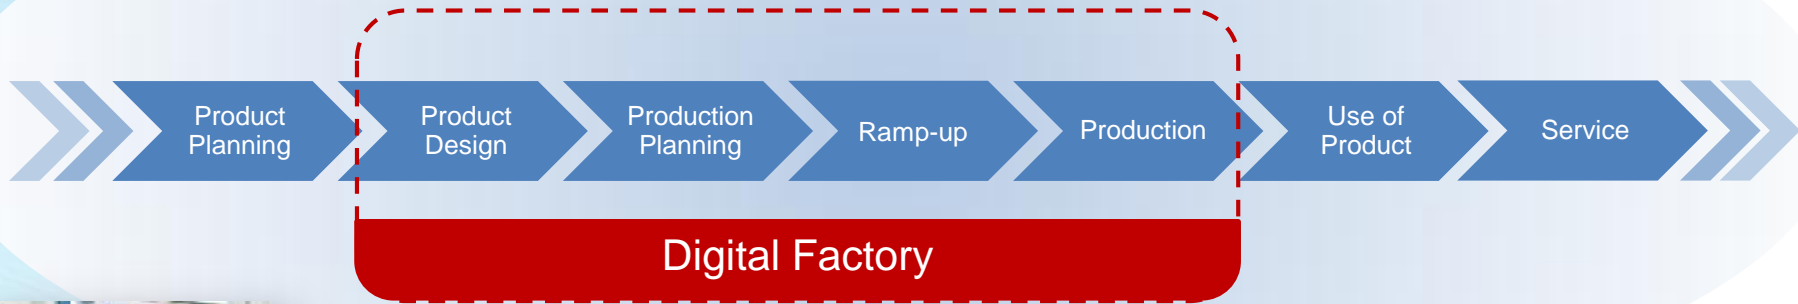 Product
Planning
Product
Design
Production
Planning
Ramp-up
Production
Use of
Product
Service
Digital Factory